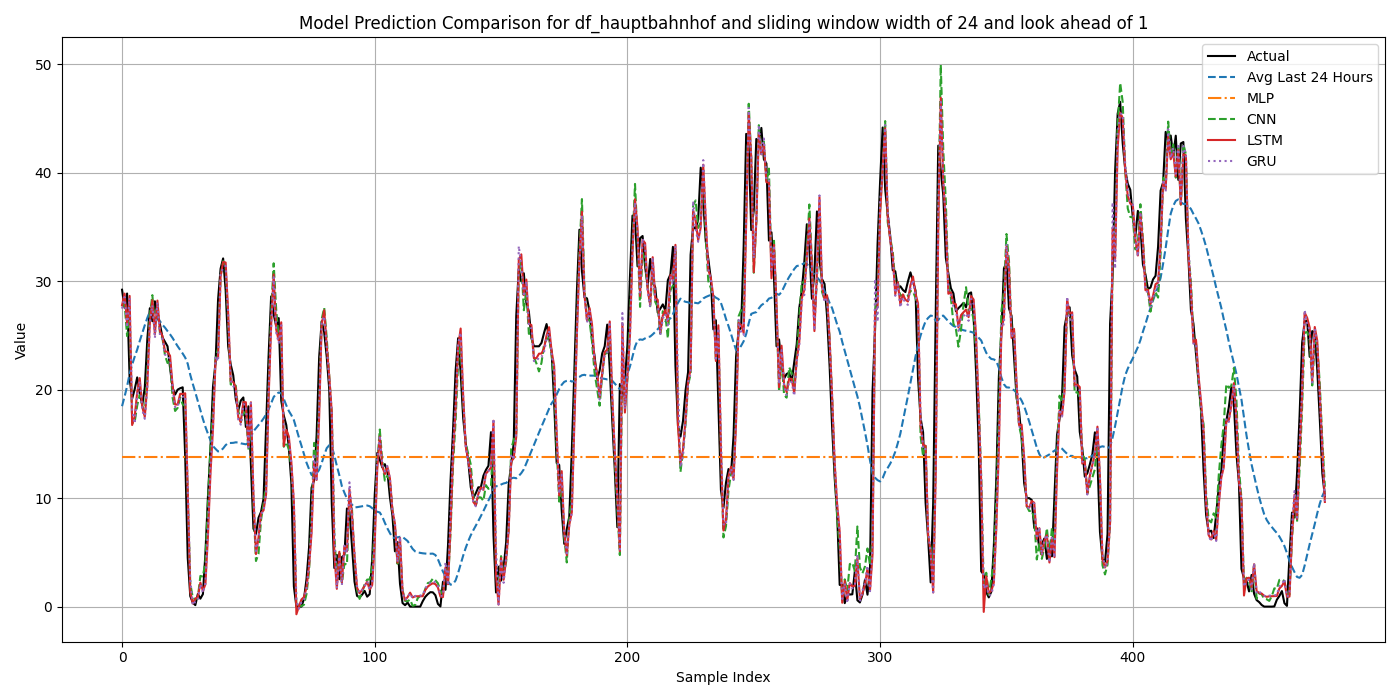 Model Prediction Comparison for df_hauptbahnhof and sliding window width of 24 and look ahead of 1
Value
50
40
30
20
10
0
0
100
200
300
400
Sample Index
Actual
Avg Last 24 Hours
MLP
CNN
LSTM
GRU